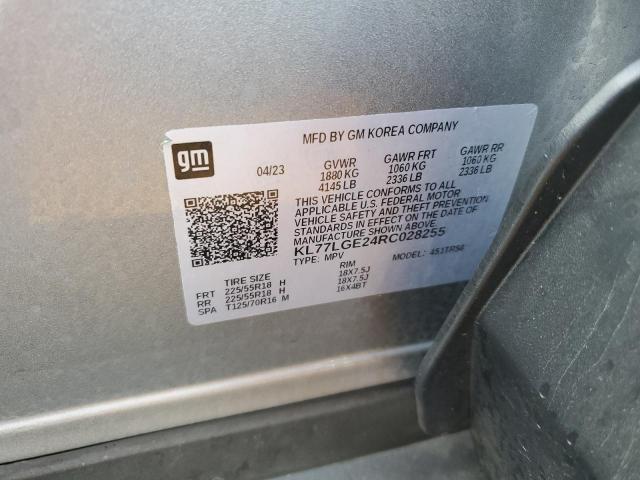 gm
MFD BY GM KOREA COMPANY
04/23
GVWR
1880 KG
4145 LB
GAWR FRT
1060 KG
2336 LB
GAWR RR
1060 KG
2336 LB
THIS VEHICLE CONFORMS TO ALL
APPLICABLE U.S. FEDERAL MOTOR
VEHICLE SAFETY AND THEFT PREVENTION
STANDARDS IN EFFECT ON THE DATE OF
MANUFACTURE SHOWN ABOVE.
KL77LGE24RC028255
TYPE: MPV
MODEL: 4S1TR56
TIRE SIZE
RIM
FRT 225/55R18 H 18X7.5J
RR 225/55R18 H 18X7.5J
SPA T125/70R16 M 16X4BT